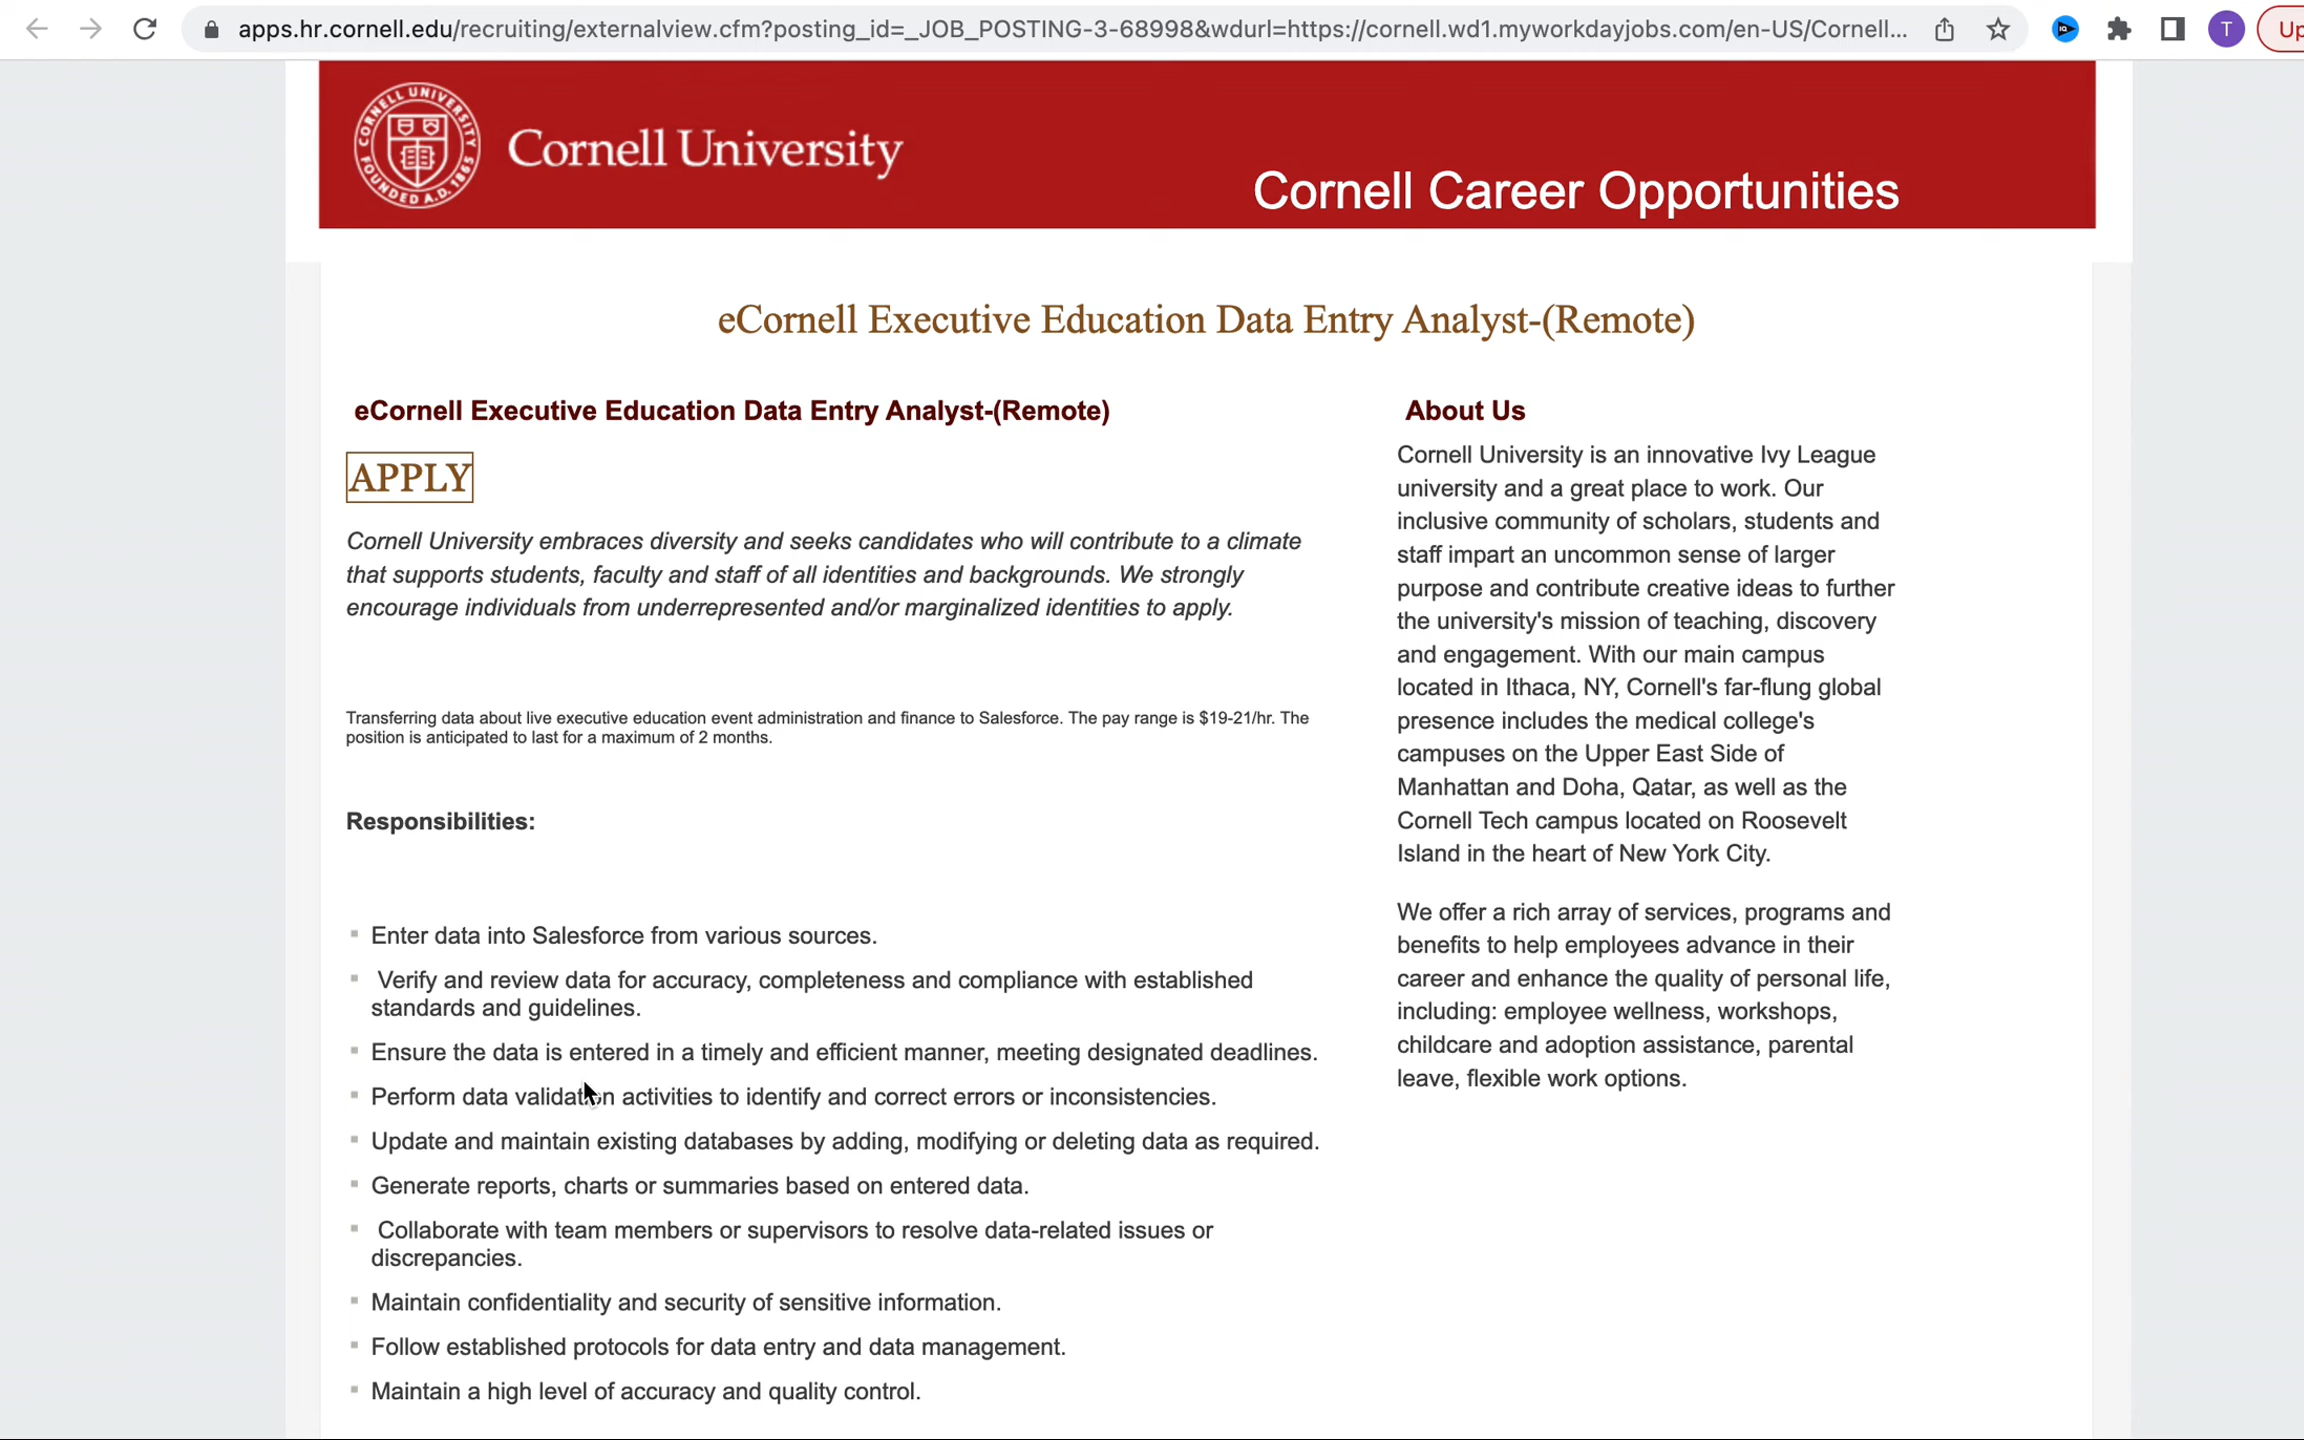 apps.hr.cornell.edu/recruiting/externalview.cfm?posting_id=_JOB_POSTING-3-68998&wdurl=https://cornell.wd1.myworkdayjobs.com/en-US/Cornell...
T
Up
CORNELL UNIVERSITY
FOUNDED A.D. 1865
Cornell University
Cornell Career Opportunities
eCornell Executive Education Data Entry Analyst-(Remote)
eCornell Executive Education Data Entry Analyst-(Remote)
APPLY
Cornell University embraces diversity and seeks candidates who will contribute to a climate
that supports students, faculty and staff of all identities and backgrounds. We strongly
encourage individuals from underrepresented and/or marginalized identities to apply.
Transferring data about live executive education event administration and finance to Salesforce. The pay range is $19-21/hr. The
position is anticipated to last for a maximum of 2 months.
Responsibilities:
Enter data into Salesforce from various sources.
Verify and review data for accuracy, completeness and compliance with established
standards and guidelines.
Ensure the data is entered in a timely and efficient manner, meeting designated deadlines.
Perform data validation activities to identify and correct errors or inconsistencies.
Update and maintain existing databases by adding, modifying or deleting data as required.
Generate reports, charts or summaries based on entered data.
Collaborate with team members or supervisors to resolve data-related issues or
discrepancies.
Maintain confidentiality and security of sensitive information.
Follow established protocols for data entry and data management.
Maintain a high level of accuracy and quality control.
About Us
Cornell University is an innovative Ivy League
university and a great place to work. Our
inclusive community of scholars, students and
staff impart an uncommon sense of larger
purpose and contribute creative ideas to further
the university's mission of teaching, discovery
and engagement. With our main campus
located in Ithaca, NY, Cornell's far-flung global
presence includes the medical college's
campuses on the Upper East Side of
Manhattan and Doha, Qatar, as well as the
Cornell Tech campus located on Roosevelt
Island in the heart of New York City.
We offer a rich array of services, programs and
benefits to help employees advance in their
career and enhance the quality of personal life,
including: employee wellness, workshops,
childcare and adoption assistance, parental
leave, flexible work options.